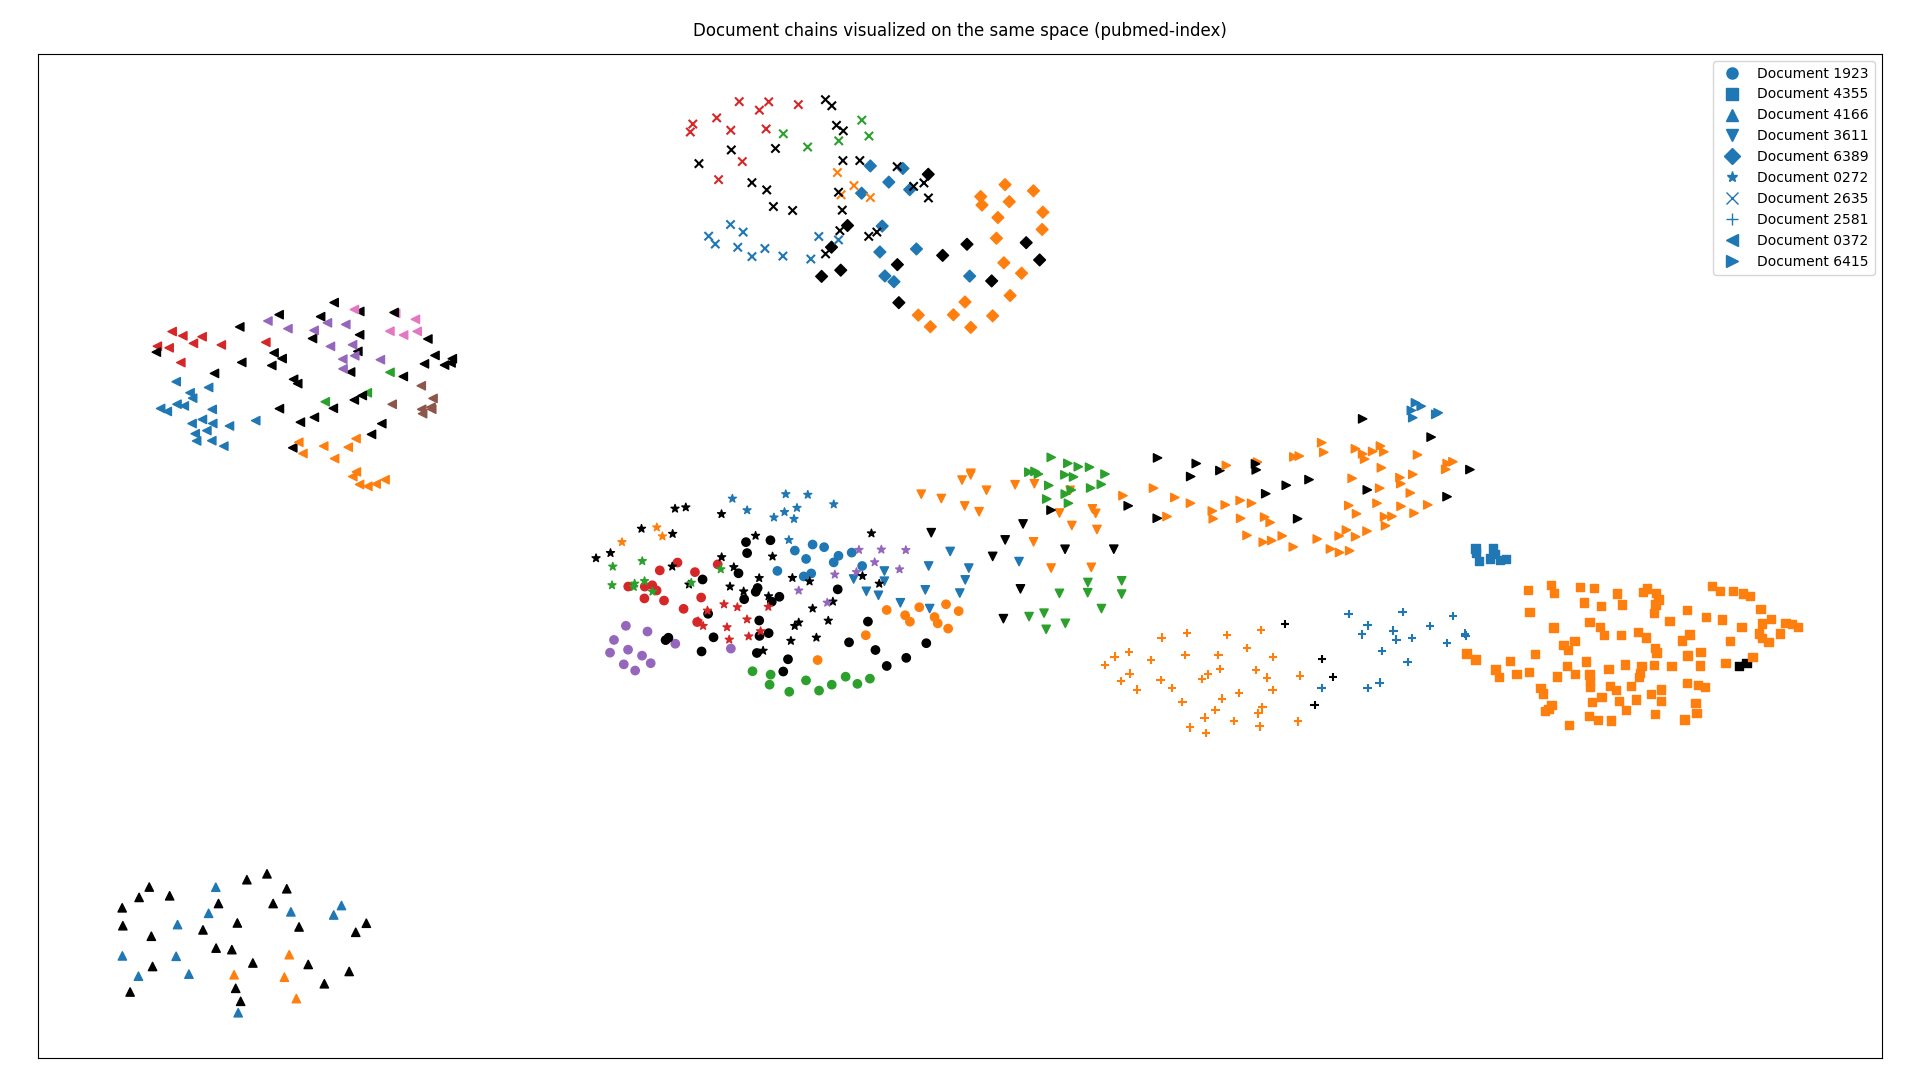 Document chains visualized on the same space (pubmed-index)
Document 1923
Document 4355
Document 4166
Document 3611
Document 6389
Document 0272
Document 2635
Document 2581
Document 0372
Document 6415